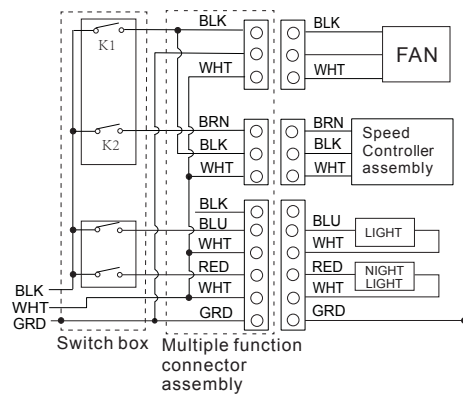 BLK
BLK
K1
FAN
WHT
WHT
BRN
BRN
K2
BLK
BLK
WHT
WHT
Speed
Controller
assembly
BLK
BLU
BLU
LIGHT
WHT
WHT
RED
RED
NIGHT
LIGHT
BLK
WHT
WHT
WHT
GRD
GRD
Switch box
Multiple function
connector
assembly